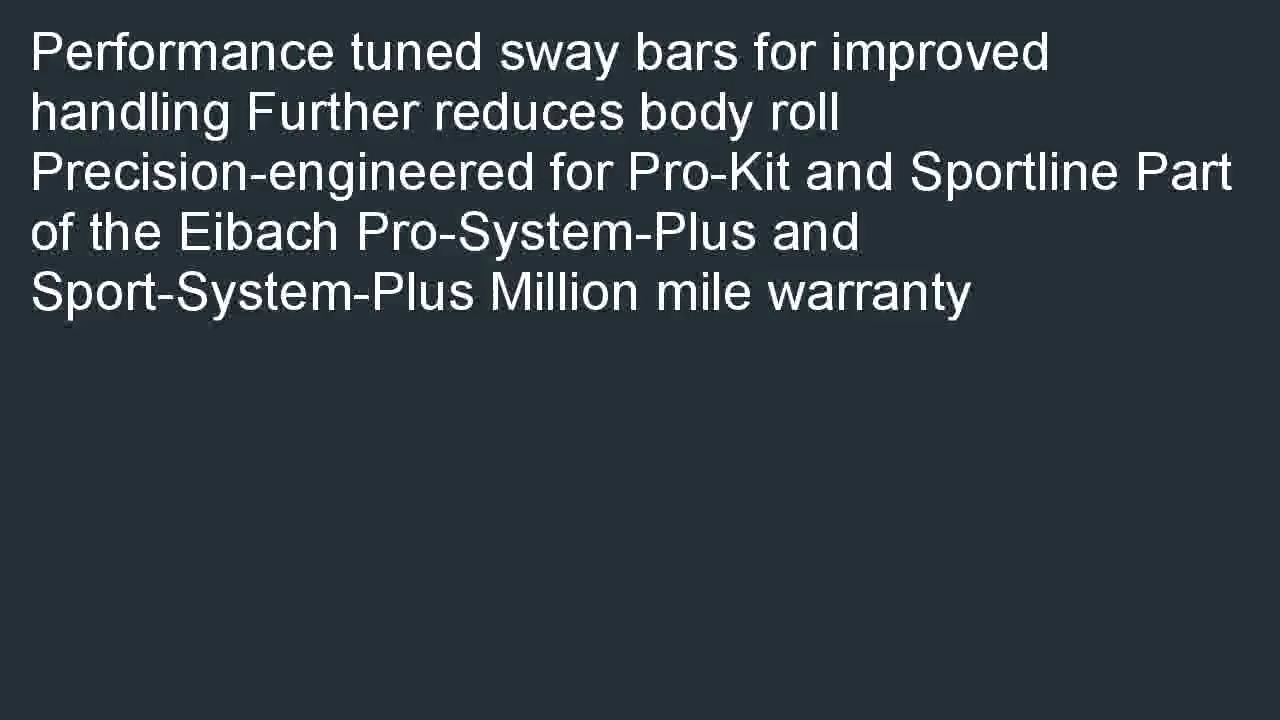 Performance tuned sway bars for improved
handling Further reduces body roll
Precision-engineered for Pro-Kit and Sportline Part
of the Eibach Pro-System-Plus and
Sport-System-Plus Million mile warranty